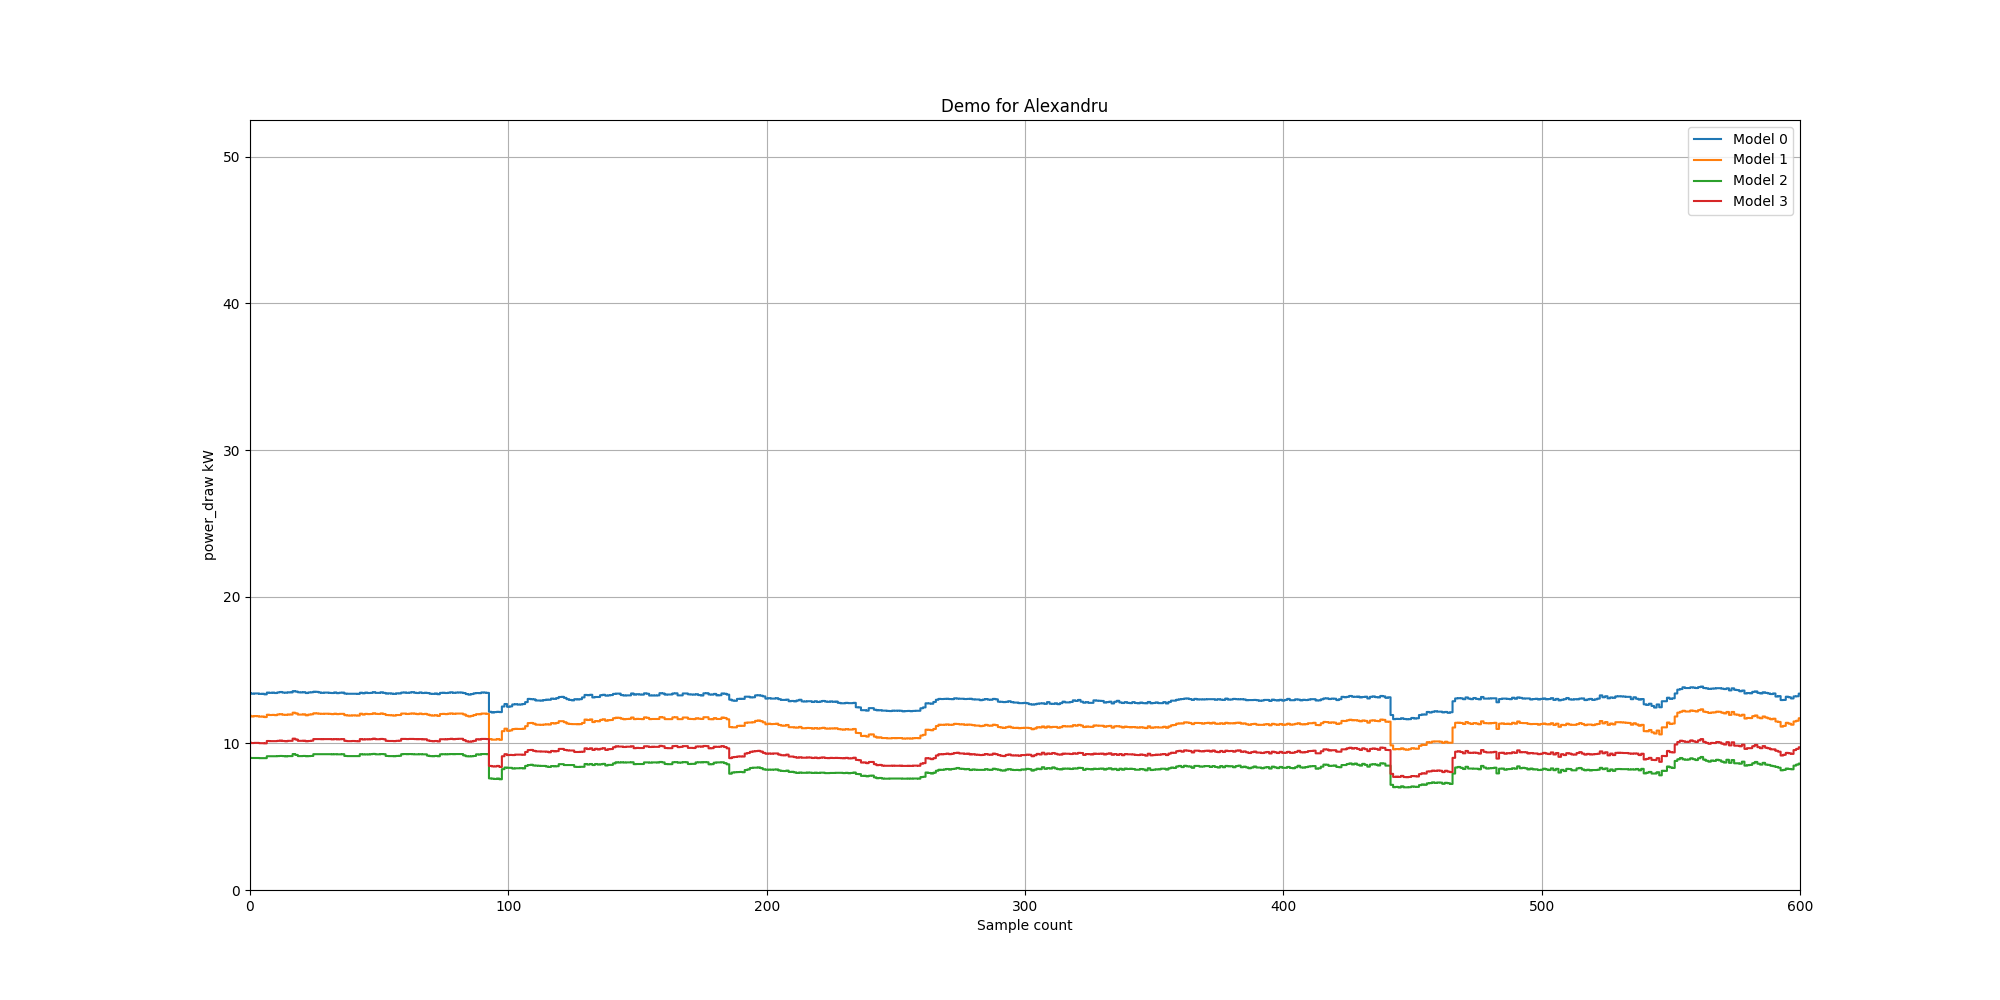 Demo for Alexandru
Model 0
Model 1
Model 2
Model 3
50
40
30
20
10
0
power_draw kW
0 100 200 300 400 500 600
Sample count